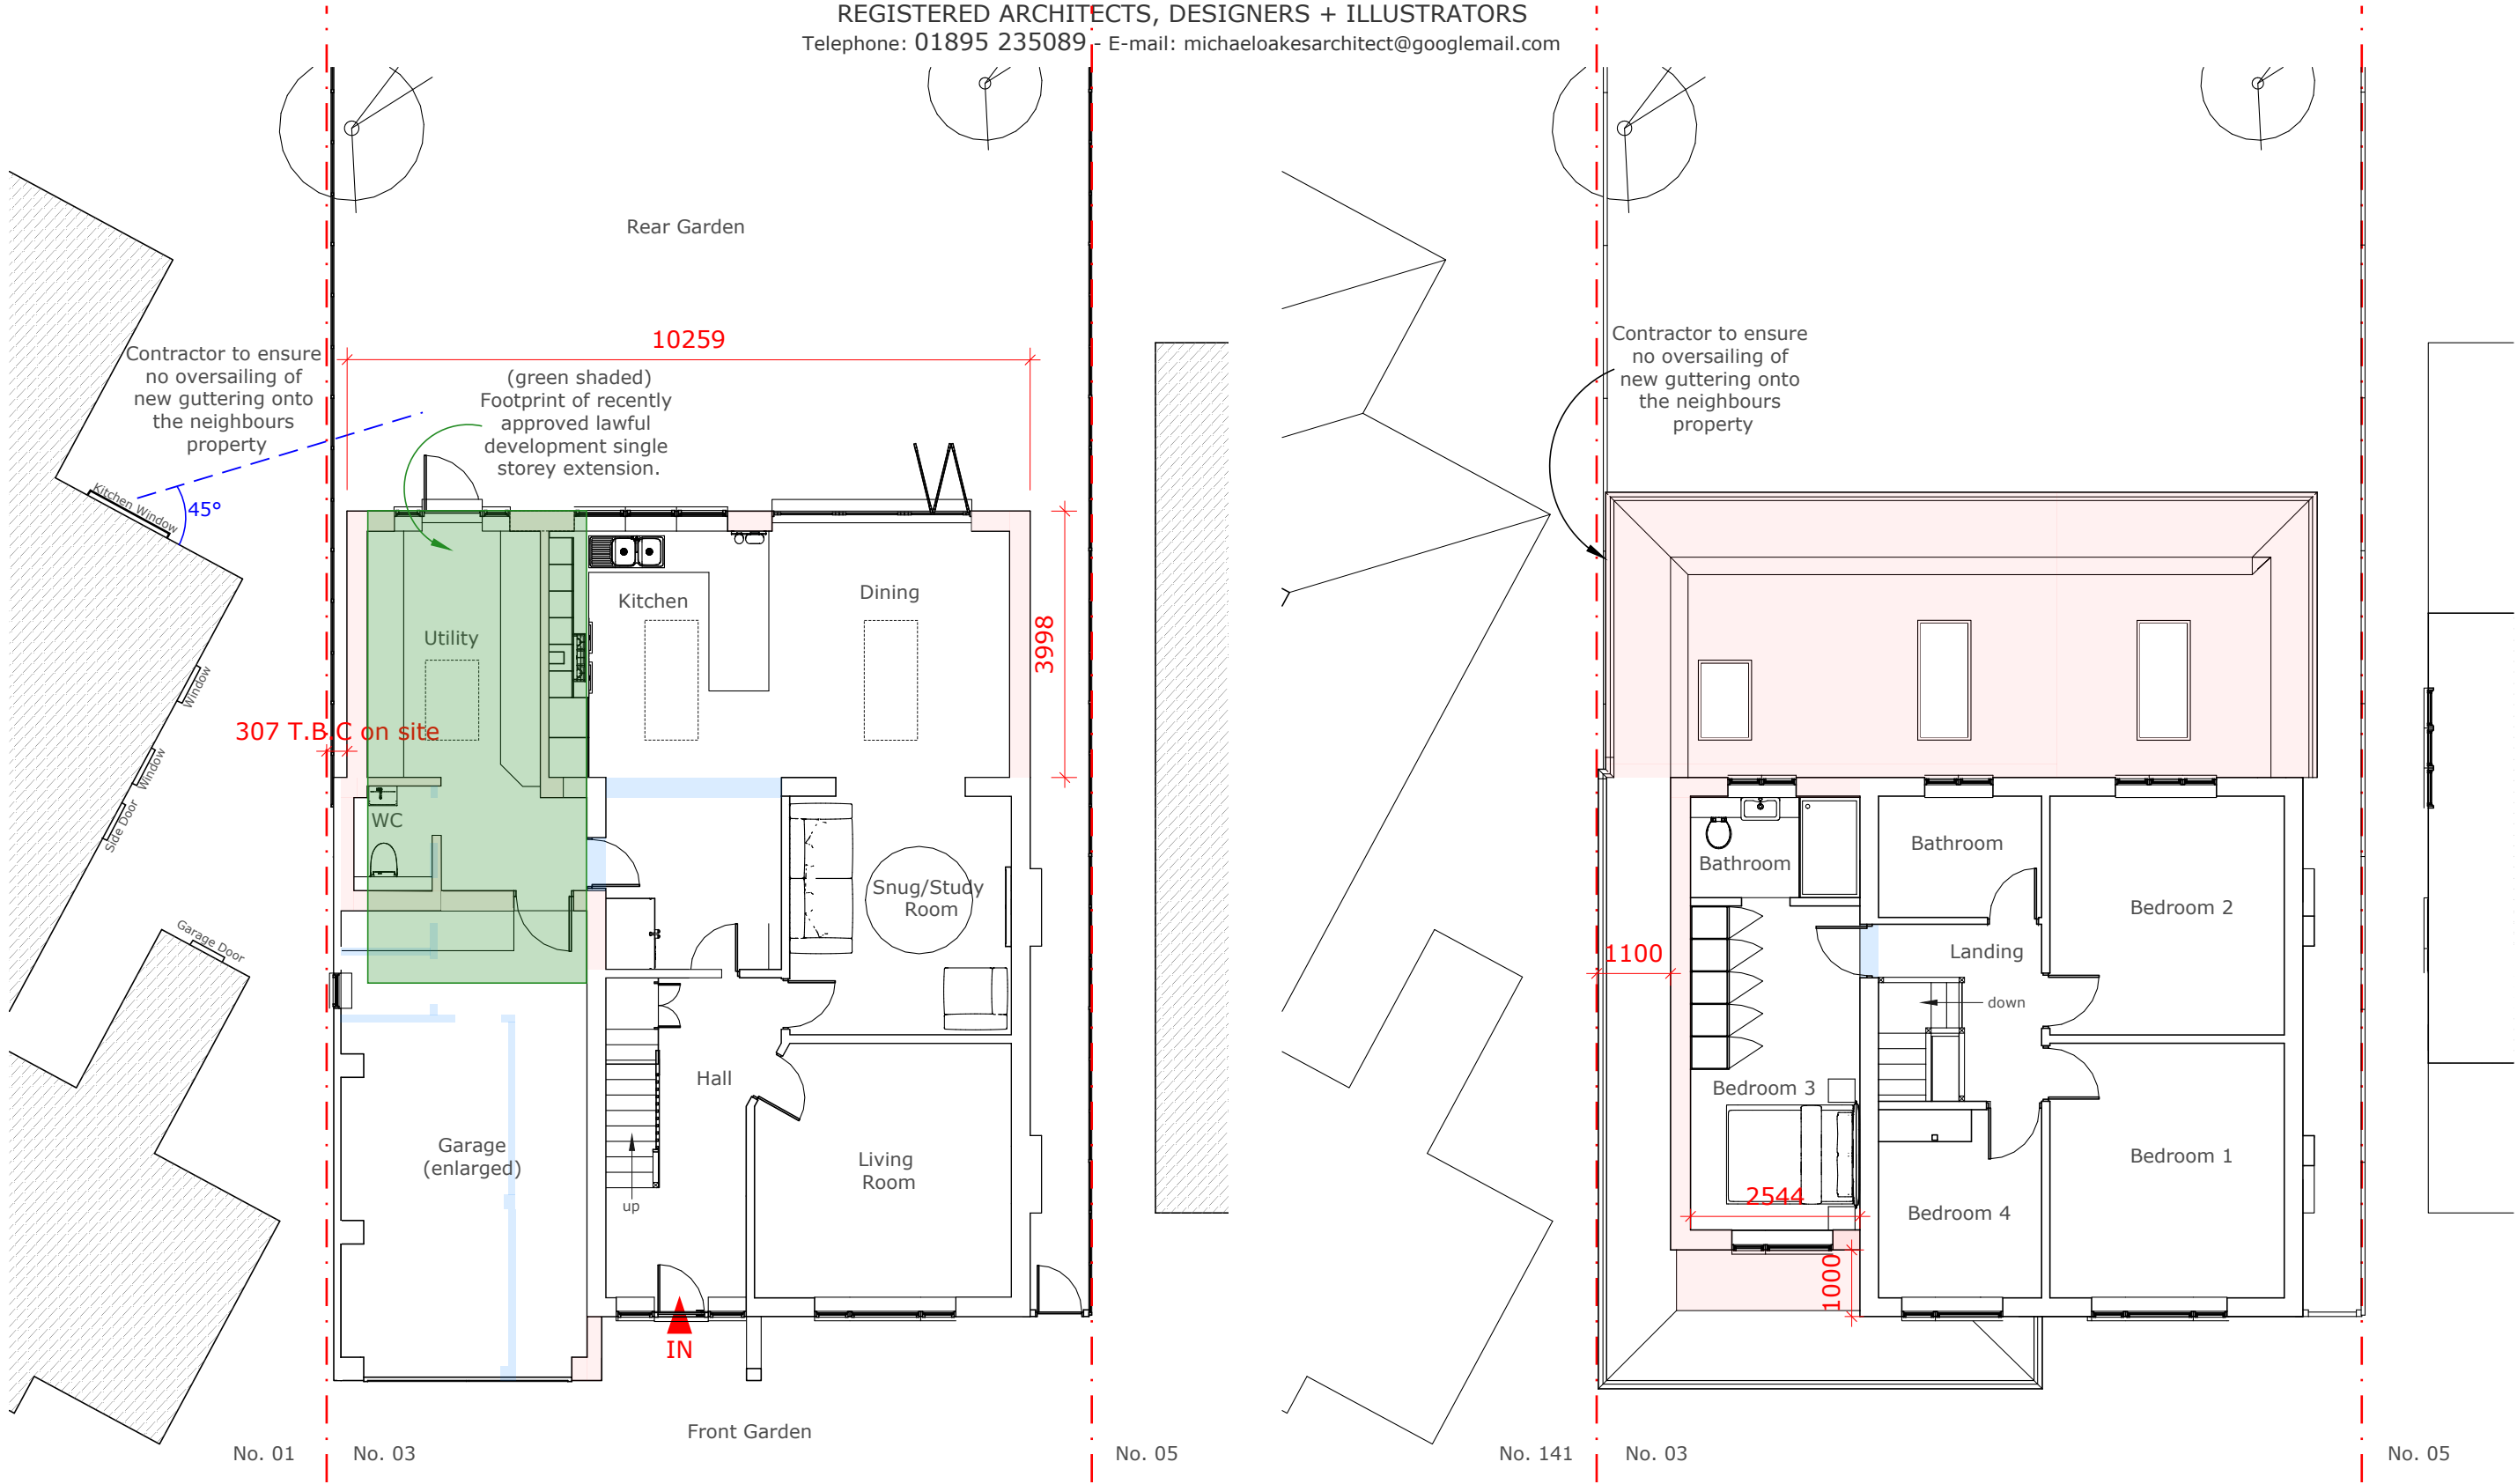 REGISTERED ARCHITECTS, DESIGNERS + ILLUSTRATORS
Telephone: 01895 235089 - E-mail: michaeloakesarchitect@googlemail.com
Rear Garden
10259
Contractor to ensure
no oversailing of
new guttering onto
the neighbours
property
(green shaded)
Footprint of recently
approved lawful
development single
storey extension.
Kitchen Window
45°
Utility
Kitchen
Dining
3998
Window
307 T.B.C on site
Window
Side Door
WC
Snug/Study
Room
Garage Door
Hall
Garage
(enlarged)
Living
Room
up
IN
Front Garden
No. 01
No. 03
No. 05
Contractor to ensure
no oversailing of
new guttering onto
the neighbours
property
Bathroom
Bathroom
Bedroom 2
1100
Landing
down
Bedroom 3
Bedroom 1
2544
Bedroom 4
1000
No. 141
No. 03
No. 05